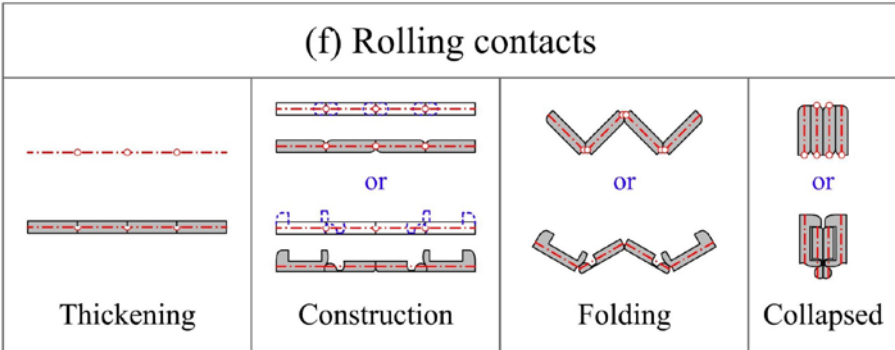 (f) Rolling contacts
or
or
or
Thickening
Construction
Folding
Collapsed